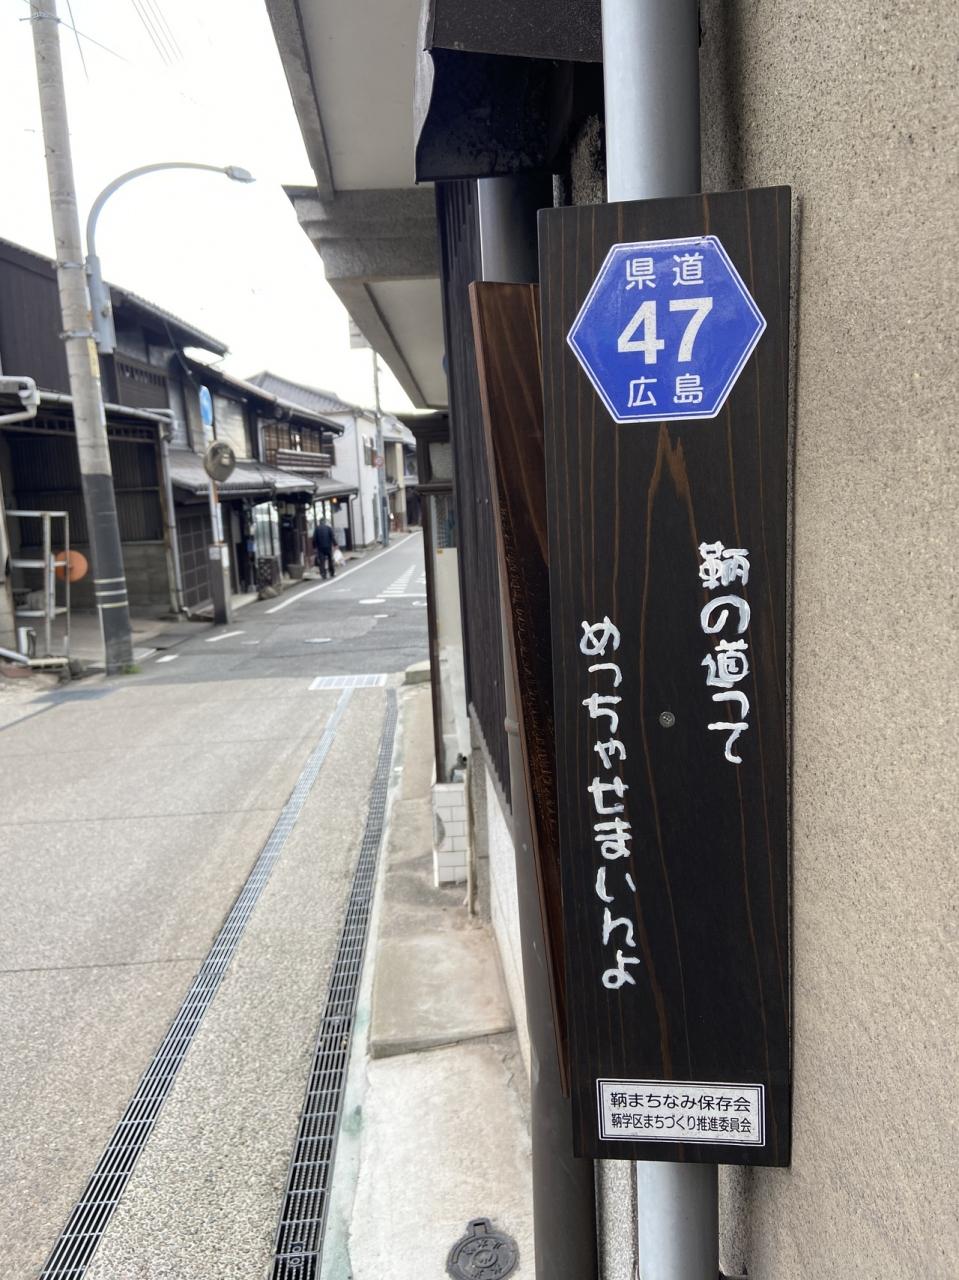 県道
47
広島
鞆の道って
めっちゃせまいんよ
鞆まちなみ保存会
鞆学区まちづくり推進委員会